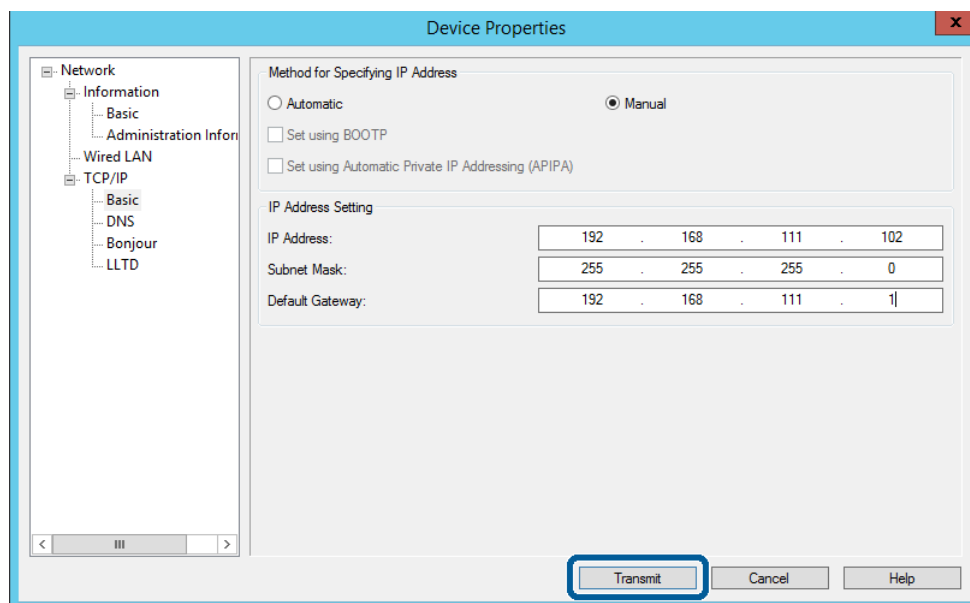 Device Properties
x
Network
Information
Basic
Administration Infor
Wired LAN
TCP/IP
Basic
DNS
Bonjour
LLTD
Method for Specifying IP Address
Automatic
Manual
Set using BOOTP
Set using Automatic Private IP Addressing (APIPA)
IP Address Setting
IP Address: 192 . 168 . 111 . 102
Subnet Mask: 255 . 255 . 255 . 0
Default Gateway: 192 . 168 . 111 . 1
Transmit Cancel Help